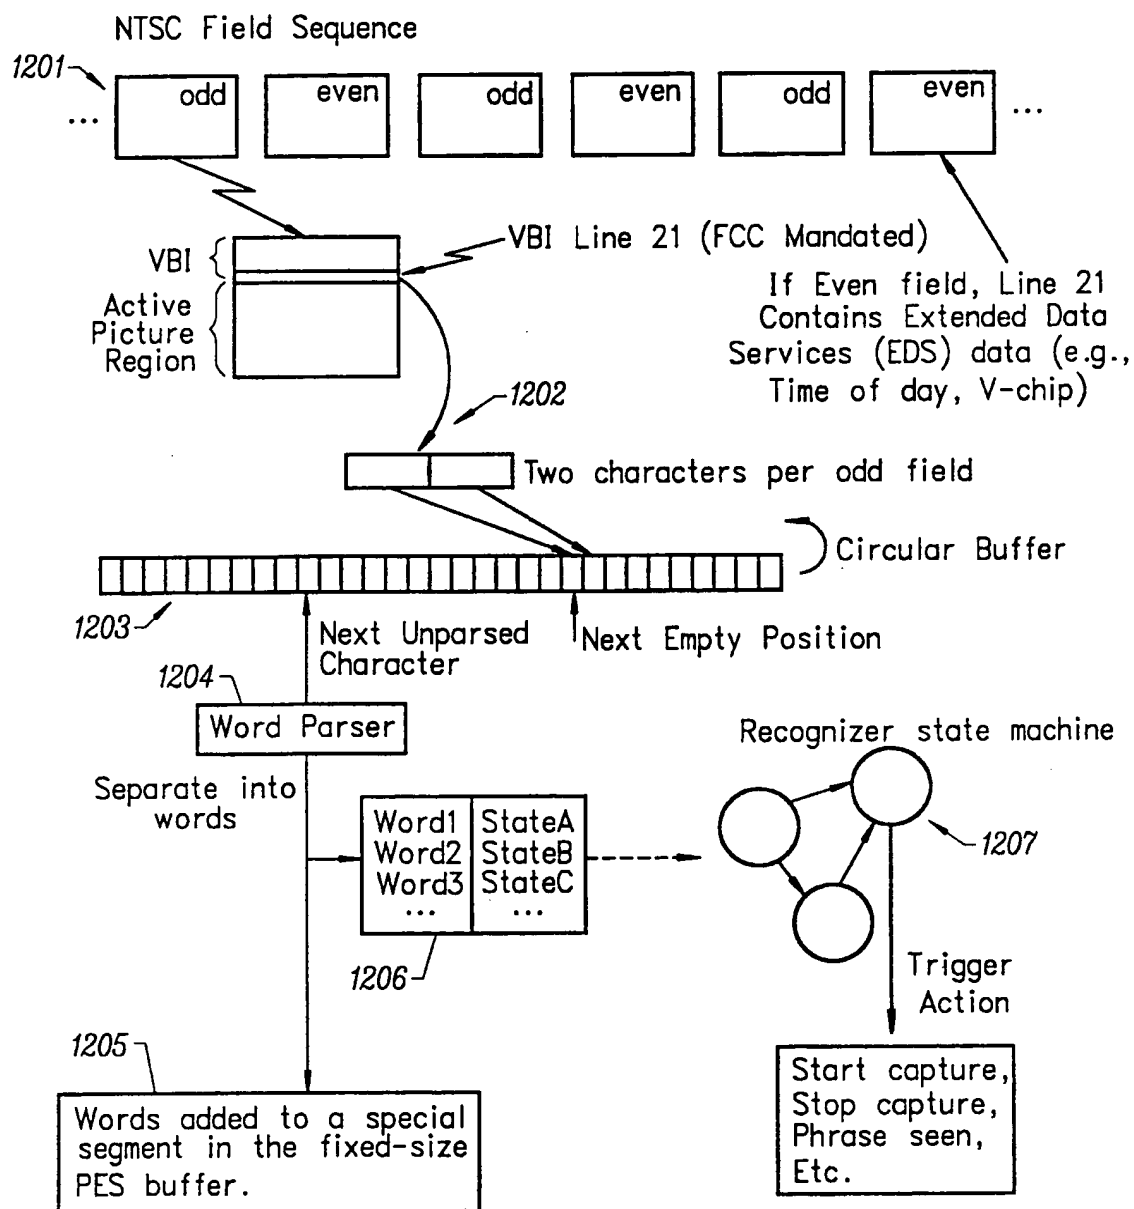 NTSC Field Sequence
1201
... odd even odd even odd even ...
VBI
VBI Line 21 (FCC Mandated)
Active
Picture
Region
If Even field, Line 21
Contains Extended Data
Services (EDS) data (e.g.,
Time of day, V-chip)
1202
Two characters per odd field
Circular Buffer
1203
Next Unparsed
Character
Next Empty Position
1204
Word Parser
Separate into
words
Word1 StateA
Word2 StateB
Word3 StateC
... ...
1206
Recognizer state machine
1207
Trigger
Action
1205
Words added to a special
segment in the fixed-size
PES buffer.
Start capture,
Stop capture,
Phrase seen,
Etc.